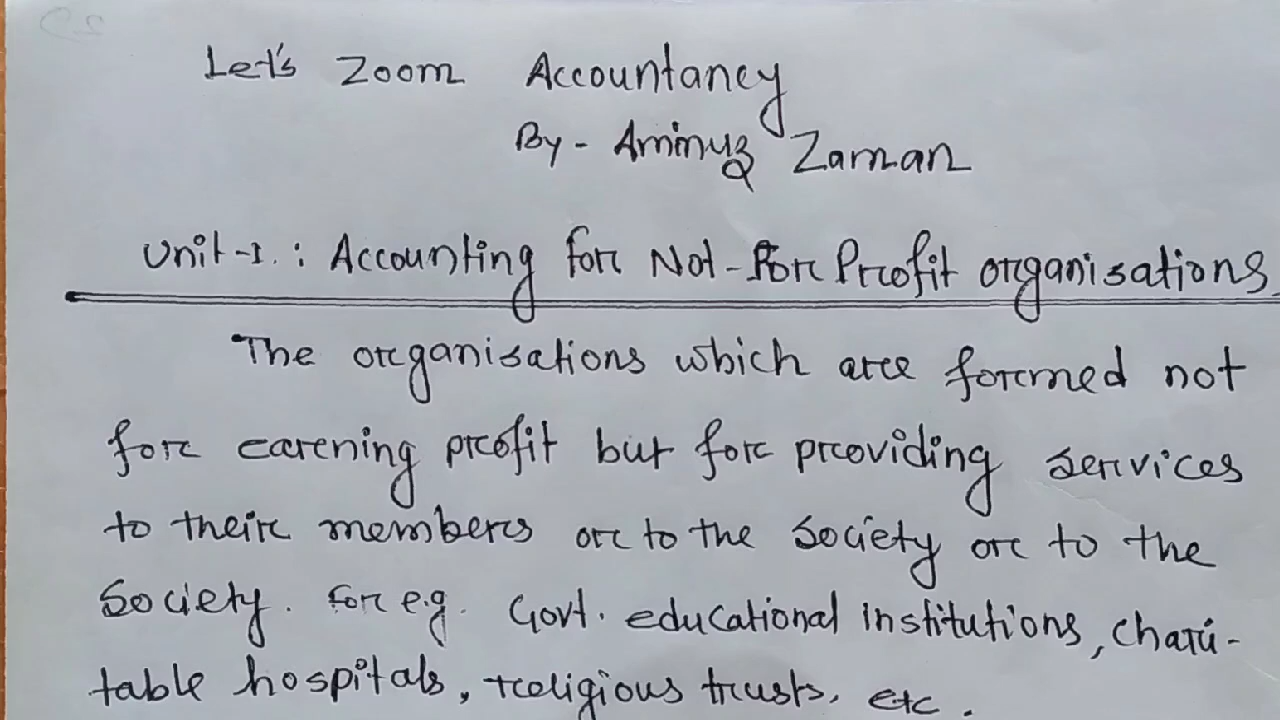 Let's Zoom Accountancy
By - Aminuz Zaman
Unit-I. : Accounting for Not-For Profit organisations.
The organisations which are formed not
for earning profit but for providing services
to their members or to the society or to the
society. For e.g. Govt. educational institutions, chari-
table hospitals, religious trusts, etc.